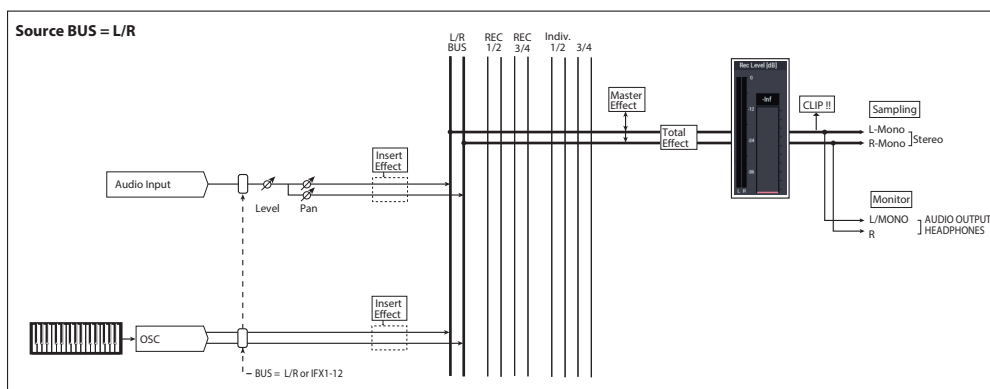 Source BUS = L/R
L/R BUS
REC 1/2
REC 3/4
Indiv. 1/2
3/4
Rec Level [dB]
0
-Inf
-12
-24
-36
L R
Master Effect
Total Effect
CLIP !!
Sampling
L-Mono
R-Mono
Stereo
Insert Effect
Audio Input
Level
Pan
Monitor
L/MONO
R
AUDIO OUTPUT
HEADPHONES
Insert Effect
OSC
BUS = L/R or IFX1-12